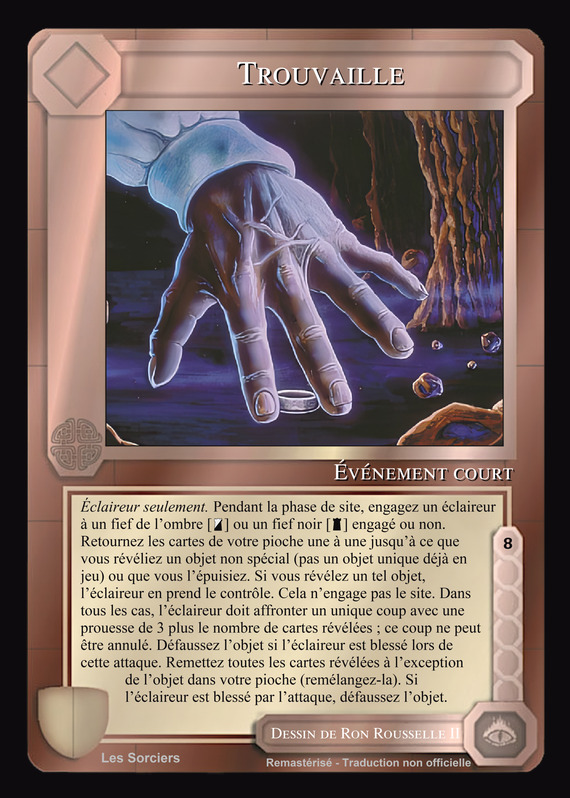 Trouvaille
Événement court
Éclaireur seulement. Pendant la phase de site, engagez un éclaireur
à un fief de l’ombre [] ou un fief noir [] engagé ou non.
Retournez les cartes de votre pioche une à une jusqu’à ce que
vous révéliez un objet non spécial (pas un objet unique déjà en
jeu) ou que vous l’épuisiez. Si vous révélez un tel objet,
l’éclaireur en prend le contrôle. Cela n’engage pas le site. Dans
tous les cas, l’éclaireur doit affronter un unique coup avec une
prouesse de 3 plus le nombre de cartes révélées ; ce coup ne peut
être annulé. Défaussez l’objet si l’éclaireur est blessé lors de
cette attaque. Remettez toutes les cartes révélées à l’exception
de l’objet dans votre pioche (remélangez-la). Si
l’éclaireur est blessé par l’attaque, défaussez l’objet.
8
Dessin de Ron Rousselle II
Les Sorciers
Remastérisé - Traduction non officielle